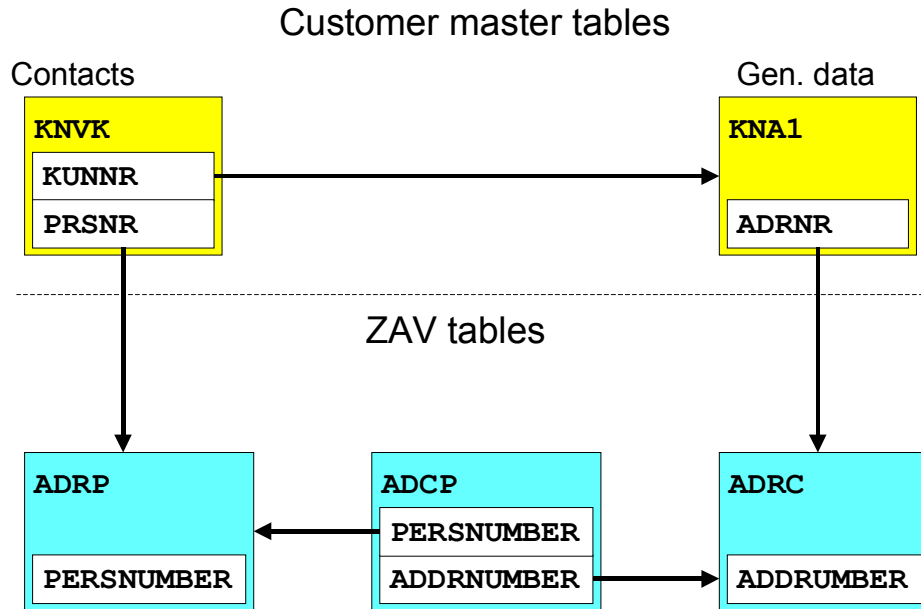 Customer master tables
Contacts
Gen. data
KNVK
KNA1
KUNNR
PRSNR
ADRNR
ZAV tables
ADRP
ADCP
ADRC
PERSNUMBER
PERSNUMBER
ADDRNUMBER
ADDRUMBER